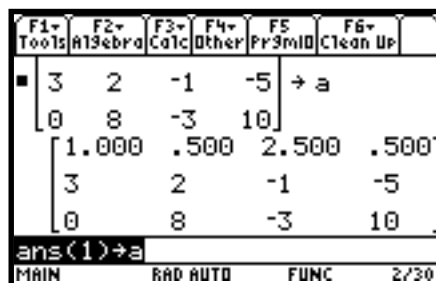 F1 F2 F3 F4 F5 F6
Tools Algebra Calc Other PrgmIO Clean Up
3 2 -1 -5 → a
0 8 -3 10
1.000 .500 2.500 .500
3 2 -1 -5
0 8 -3 10
ans(1)→a
MAIN RAD AUTO FUNC 2/30